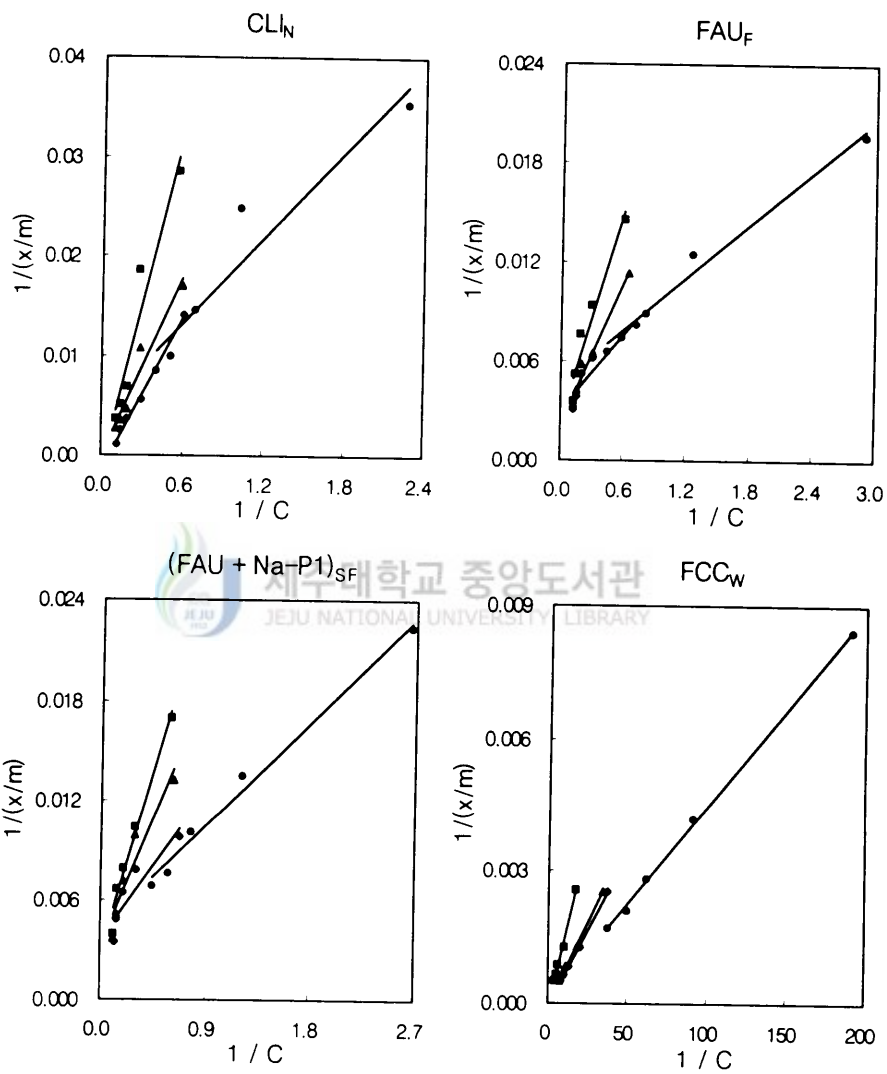 CLI_N
0.04
0.03
0.02
0.01
0.00
1/(x/m)
0.0 0.6 1.2 1.8 2.4
1 / C
FAU_F
0.024
0.018
0.012
0.006
0.000
1/(x/m)
0.0 0.6 1.2 1.8 2.4 3.0
1 / C
(FAU + Na-P1)_SF
0.024
0.018
0.012
0.006
0.000
1/(x/m)
0.0 0.9 1.8 2.7
1 / C
FCC_W
0.009
0.006
0.003
0.000
1/(x/m)
0 50 100 150 200
1 / C
제주대학교 중앙도서관
JEJU NATIONAL UNIVERSITY LIBRARY
JEJU
1952